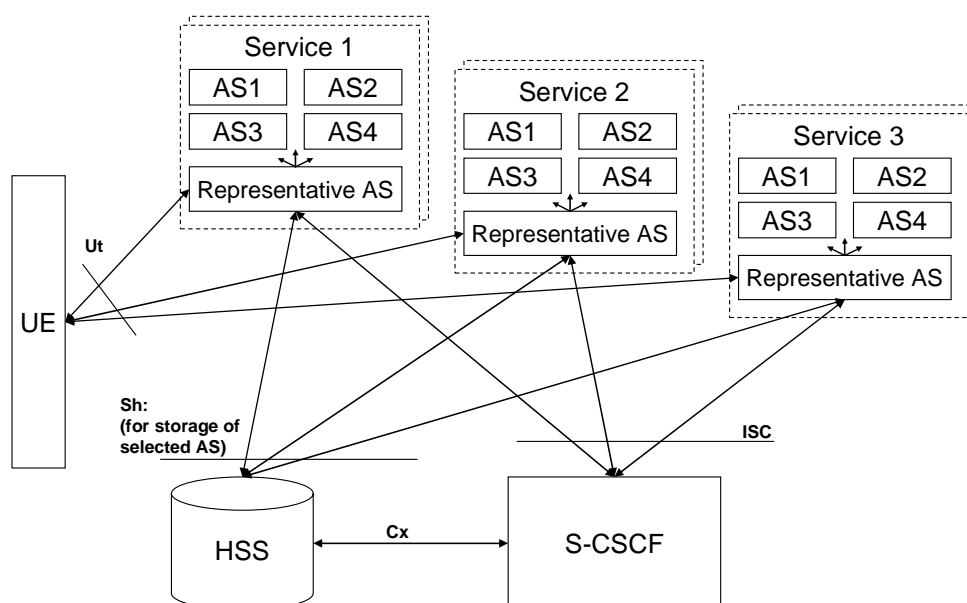 Service 1
AS1 AS2
AS3 AS4
Representative AS
Service 2
AS1 AS2
AS3 AS4
Representative AS
Service 3
AS1 AS2
AS3 AS4
Representative AS
Ut
UE
Sh:
(for storage of
selected AS)
ISC
HSS
Cx
S-CSCF